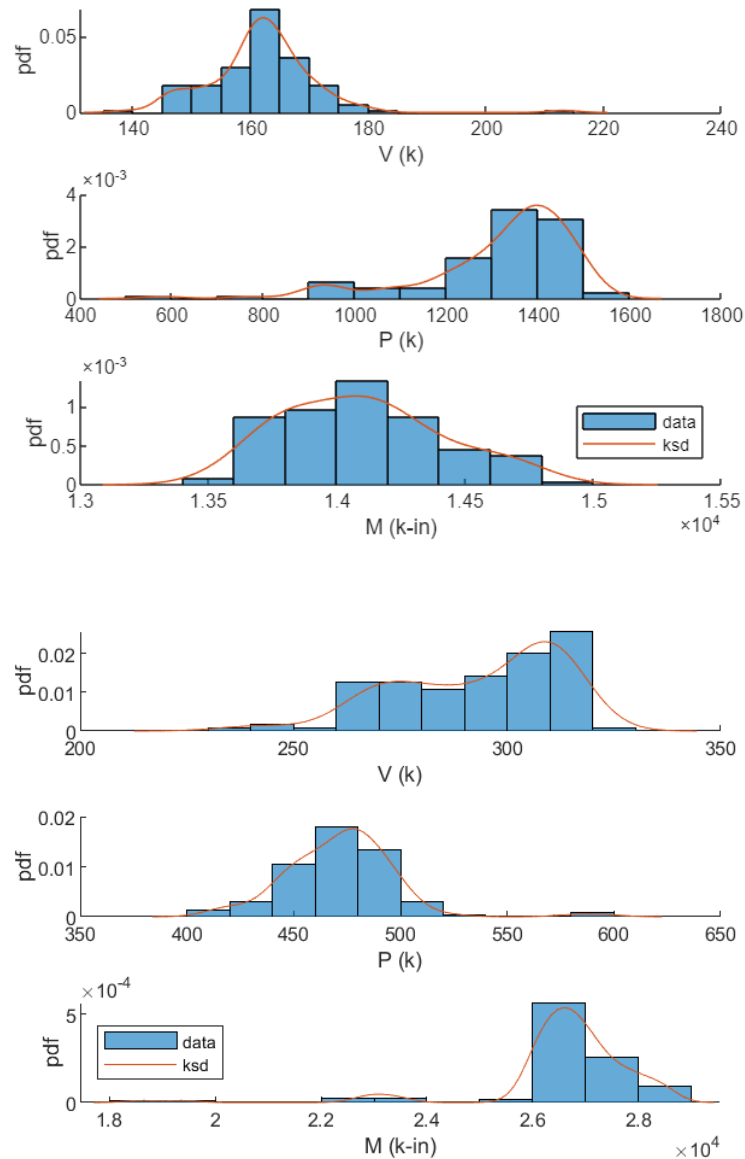 0.05
pdf
0
140 160 180 200 220 240
V (k)
×10-3
4
pdf
2
0
400 600 800 1000 1200 1400 1600 1800
P (k)
×10-3
1
pdf
0.5
0
data
ksd
1.3 1.35 1.4 1.45 1.5 1.55
M (k-in)
×104
0.02
pdf
0.01
0
200 250 300 350
V (k)
0.02
pdf
0.01
0
350 400 450 500 550 600 650
P (k)
×10-4
5
pdf
0
data
ksd
1.8 2 2.2 2.4 2.6 2.8
M (k-in)
×104